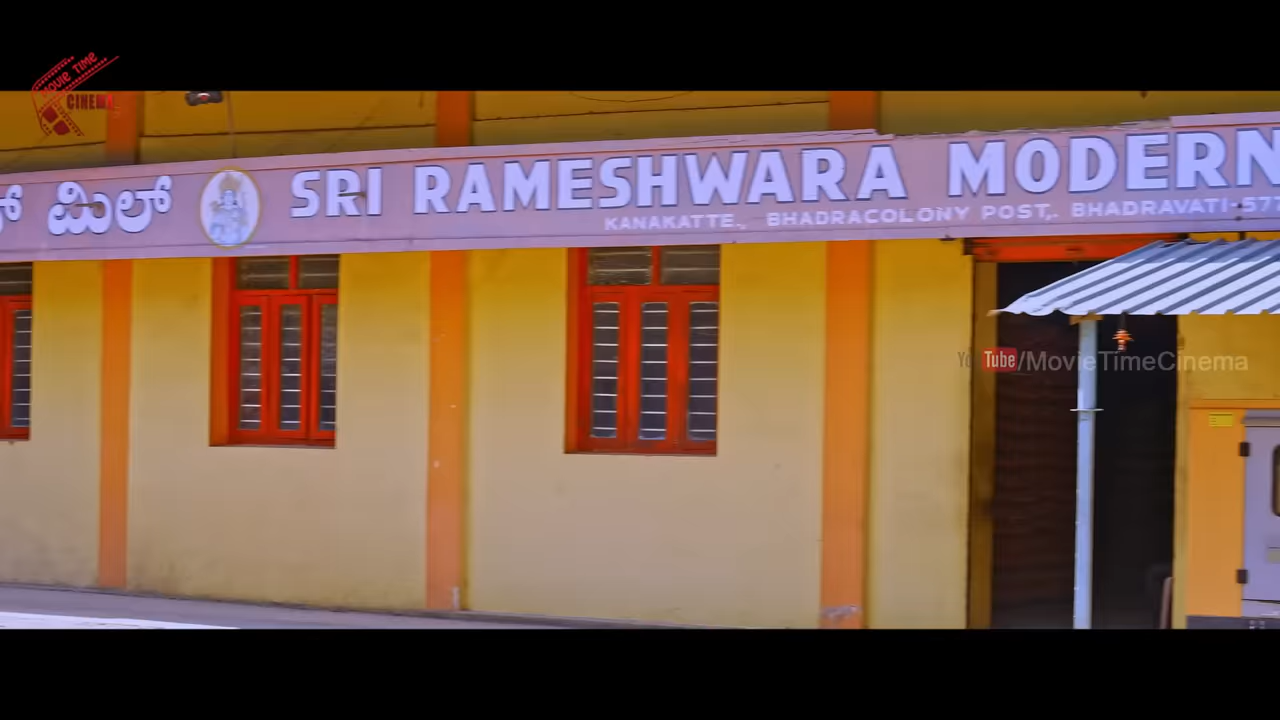 MOVIE TIME
CINEMA
ಮಿಲ್ SRI RAMESHWARA MODERN
KANAKATTE., BHADRACOLONY POST,. BHADRAVATI-577
YouTube/MovieTimeCinema